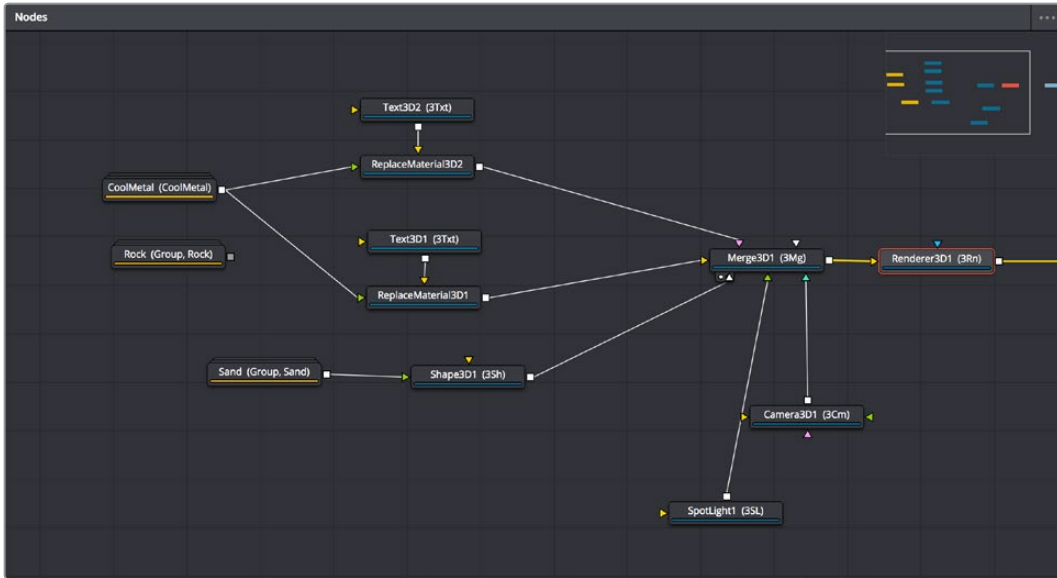 Nodes
Text3D2 (3Txt)
ReplaceMaterial3D2
CoolMetal (CoolMetal)
Text3D1 (3Txt)
Rock (Group, Rock)
Merge3D1 (3Mg)
Renderer3D1 (3Rn)
ReplaceMaterial3D1
Sand (Group, Sand)
Shape3D1 (3Sh)
Camera3D1 (3Cm)
SpotLight1 (3SL)